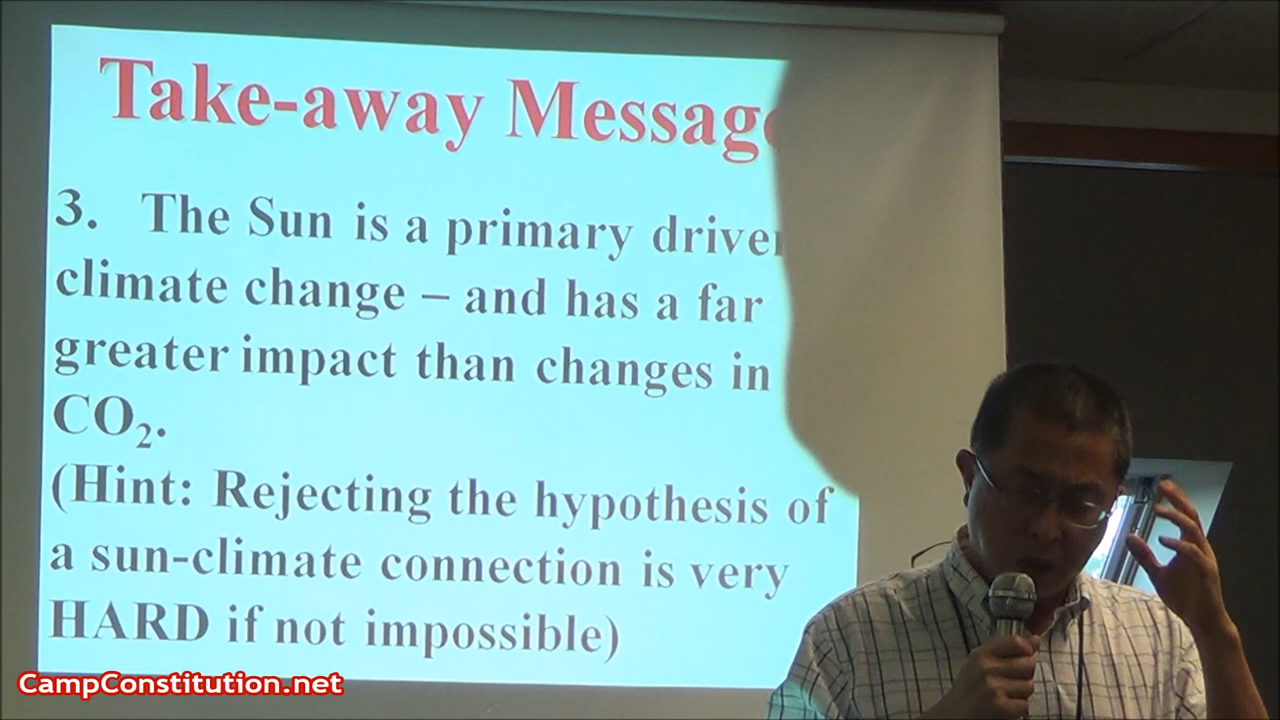 Take-away Message
3. The Sun is a primary driver
climate change – and has a far
greater impact than changes in
CO₂.
(Hint: Rejecting the hypothesis of
a sun-climate connection is very
HARD if not impossible)
CampConstitution.net